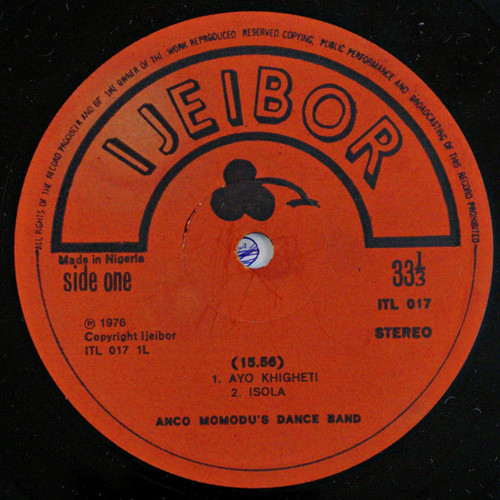 ALL RIGHTS OF THE RECORD PRODUCER AND OF THE OWNER OF THE WORK REPRODUCED RESERVED. COPYING, PUBLIC PERFORMANCE AND BROADCASTING OF THIS RECORD PROHIBITED
IJEIBOR
Made in Nigeria
side one
33⅓
ITL 017
STEREO
℗ 1976
Copyright Ijeibor
ITL 017 1L
(15.56)
1. AYO KHIGHETI
2. ISOLA
ANCO MOMODU'S DANCE BAND